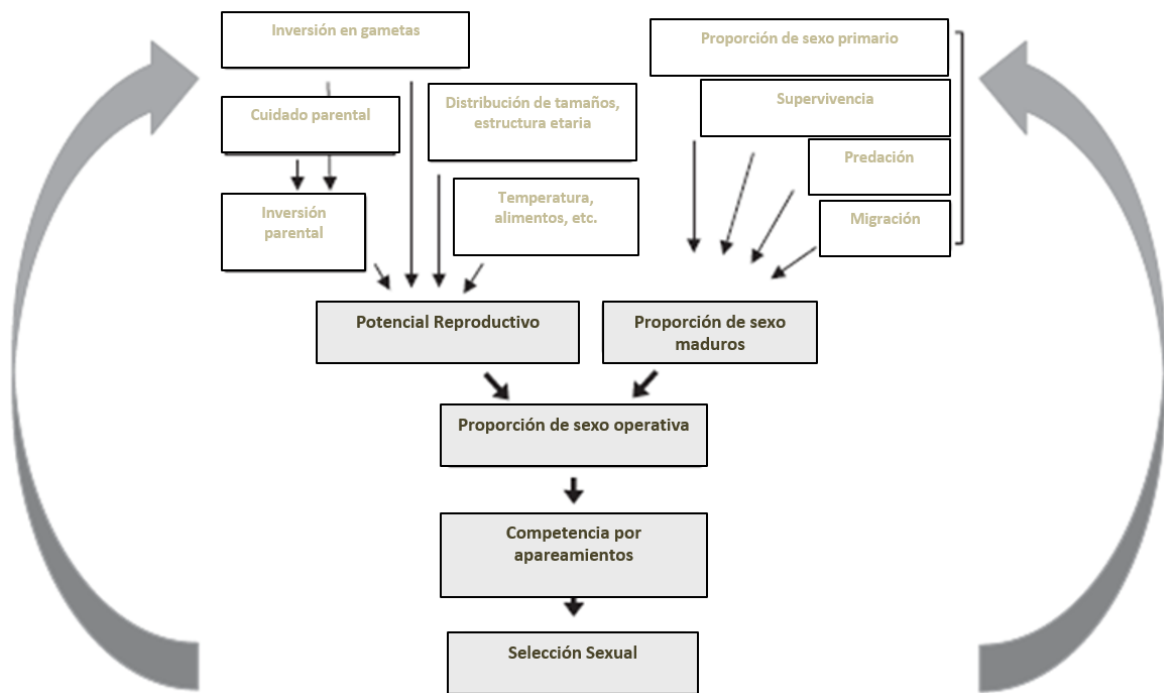 Inversión en gametas
Proporción de sexo primario
Cuidado parental
Distribución de tamaños,
estructura etaria
Supervivencia
Predación
Inversión
parental
Temperatura,
alimentos, etc.
Migración
Potencial Reproductivo
Proporción de sexo
maduros
Proporción de sexo operativa
Competencia por
apareamientos
Selección Sexual